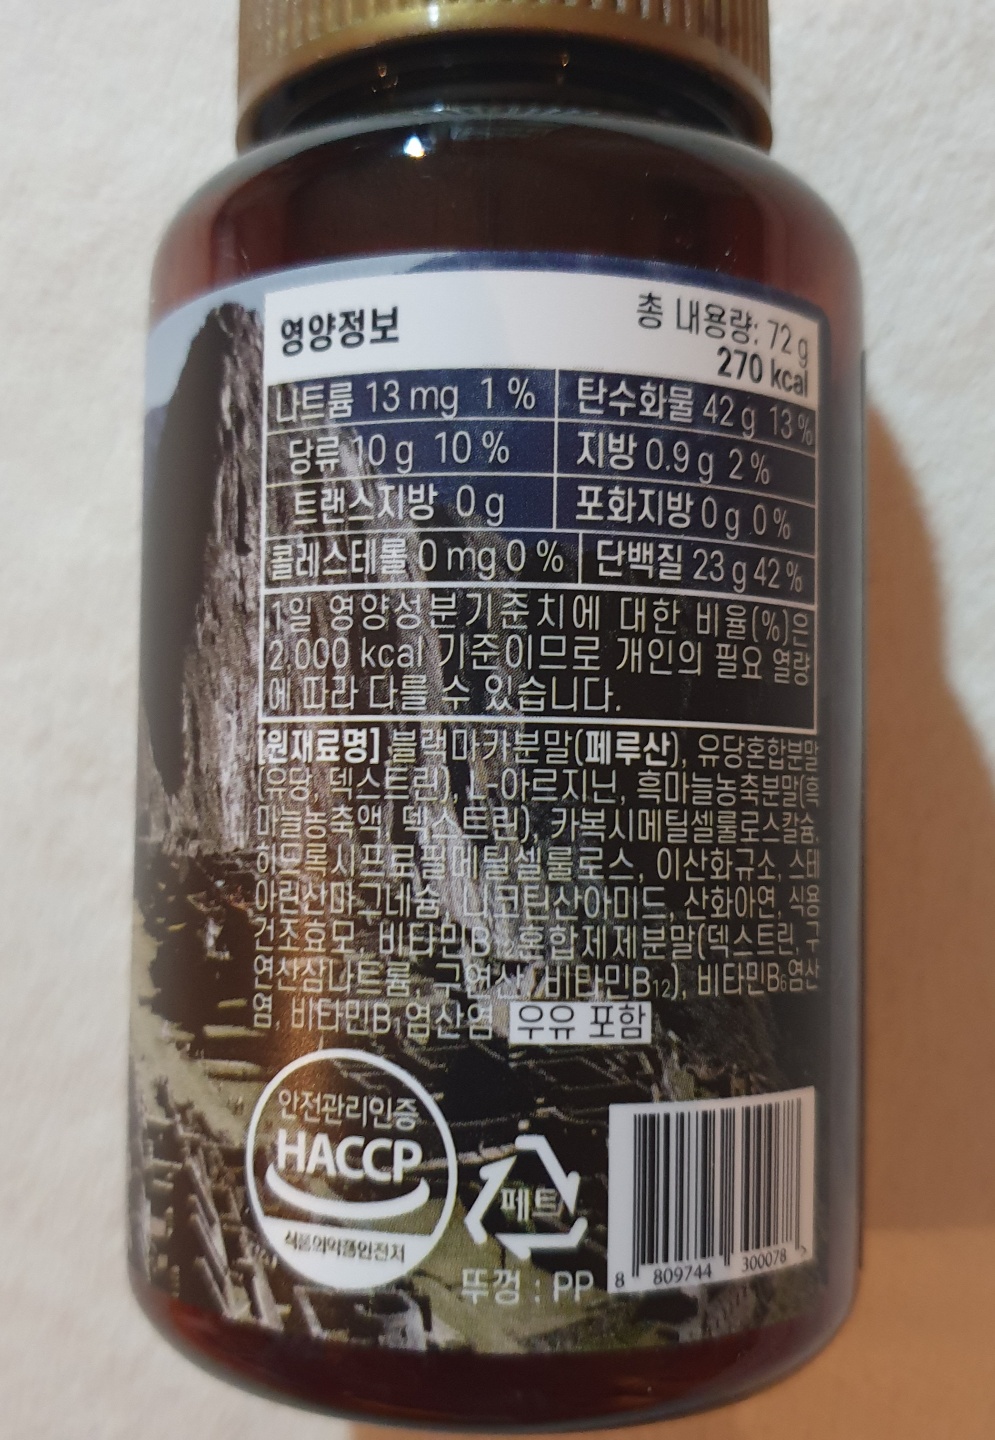 영양정보
총 내용량: 72 g
270 kcal
나트륨 13 mg 1 % 탄수화물 42 g 13 %
당류 10 g 10 % 지방 0.9 g 2 %
트랜스지방 0 g 포화지방 0 g 0 %
콜레스테롤 0 mg 0 % 단백질 23 g 42 %
1일 영양성분기준치에 대한 비율(%)은
2,000 kcal 기준이므로 개인의 필요 열량
에 따라 다를 수 있습니다.
[원재료명] 블랙마카분말(페루산), 유당혼합분말
(유당, 덱스트린), L-아르지닌, 흑마늘농축분말(흑
마늘농축액, 덱스트린), 카복시메틸셀룰로스칼슘,
히드록시프로필메틸셀룰로스, 이산화규소, 스테
아린산마그네슘, 니코틴산아미드, 산화아연, 식용
건조효모, 비타민B₁₂혼합제제분말(덱스트린, 구
연산삼나트륨, 구연산, 비타민B₁₂), 비타민B₆염산
염, 비타민B₁염산염 우유 포함
안전관리인증
HACCP
식품의약품안전처
페트
뚜껑 : PP
8 809744 300078